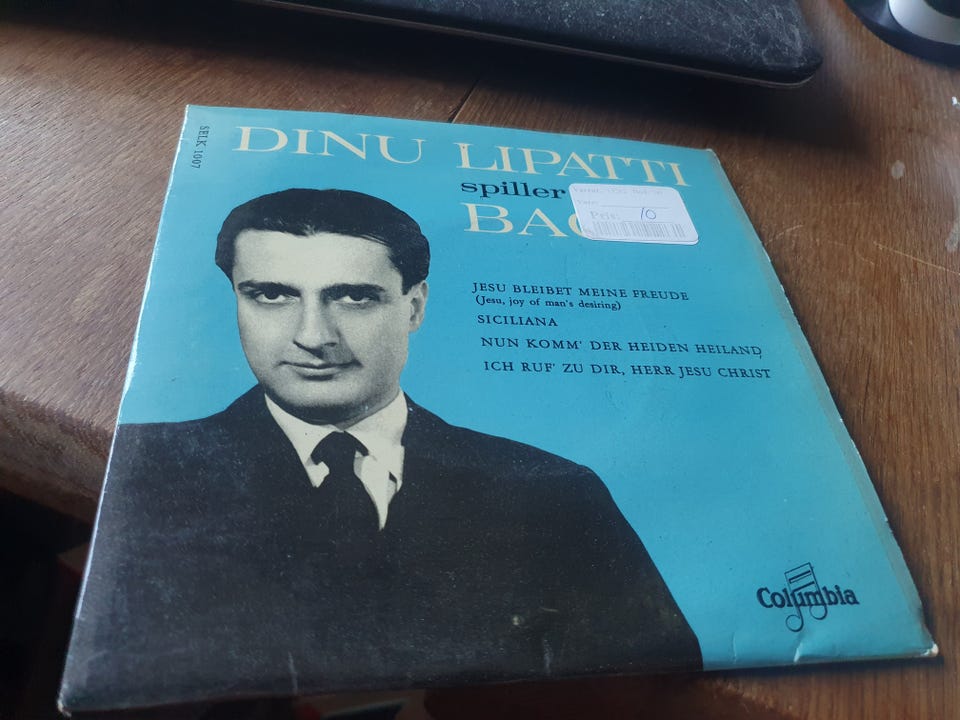 SELK 1007
DINU LIPATTI
spiller
BAC
Pris: 10
JESU BLEIBET MEINE FREUDE
(Jesu, joy of man's desiring)
SICILIANA
NUN KOMM' DER HEIDEN HEILAND,
ICH RUF' ZU DIR, HERR JESU CHRIST
Columbia